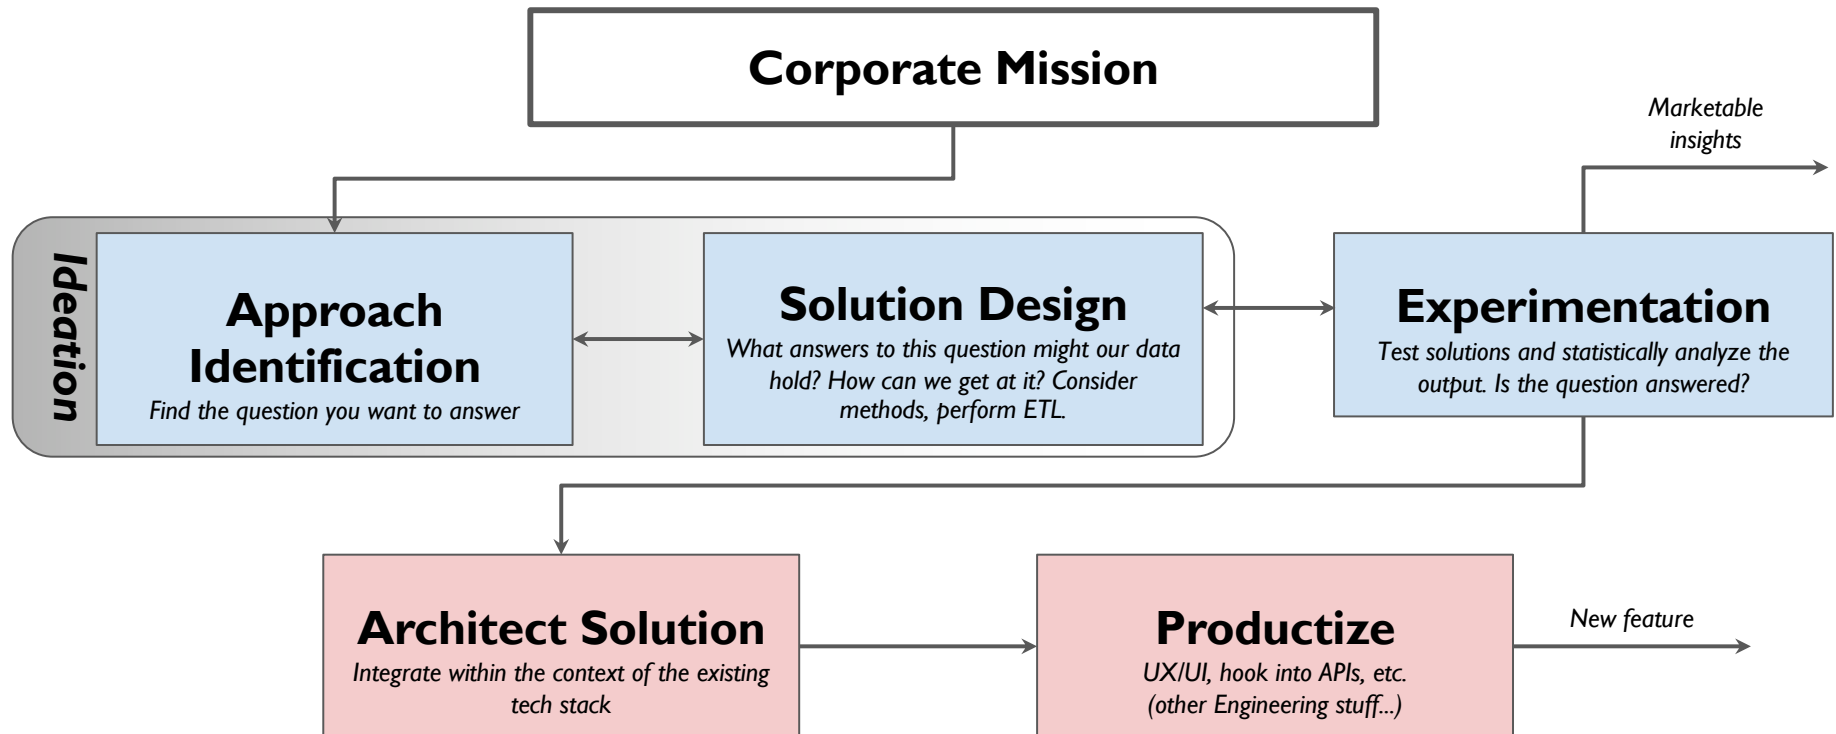 Corporate Mission
Marketable
insights
Ideation
Approach
Identification
Find the question you want to answer
Solution Design
What answers to this question might our data
hold? How can we get at it? Consider
methods, perform ETL.
Experimentation
Test solutions and statistically analyze the
output. Is the question answered?
Architect Solution
Integrate within the context of the existing
tech stack
Productize
UX/UI, hook into APIs, etc.
(other Engineering stuff...)
New feature